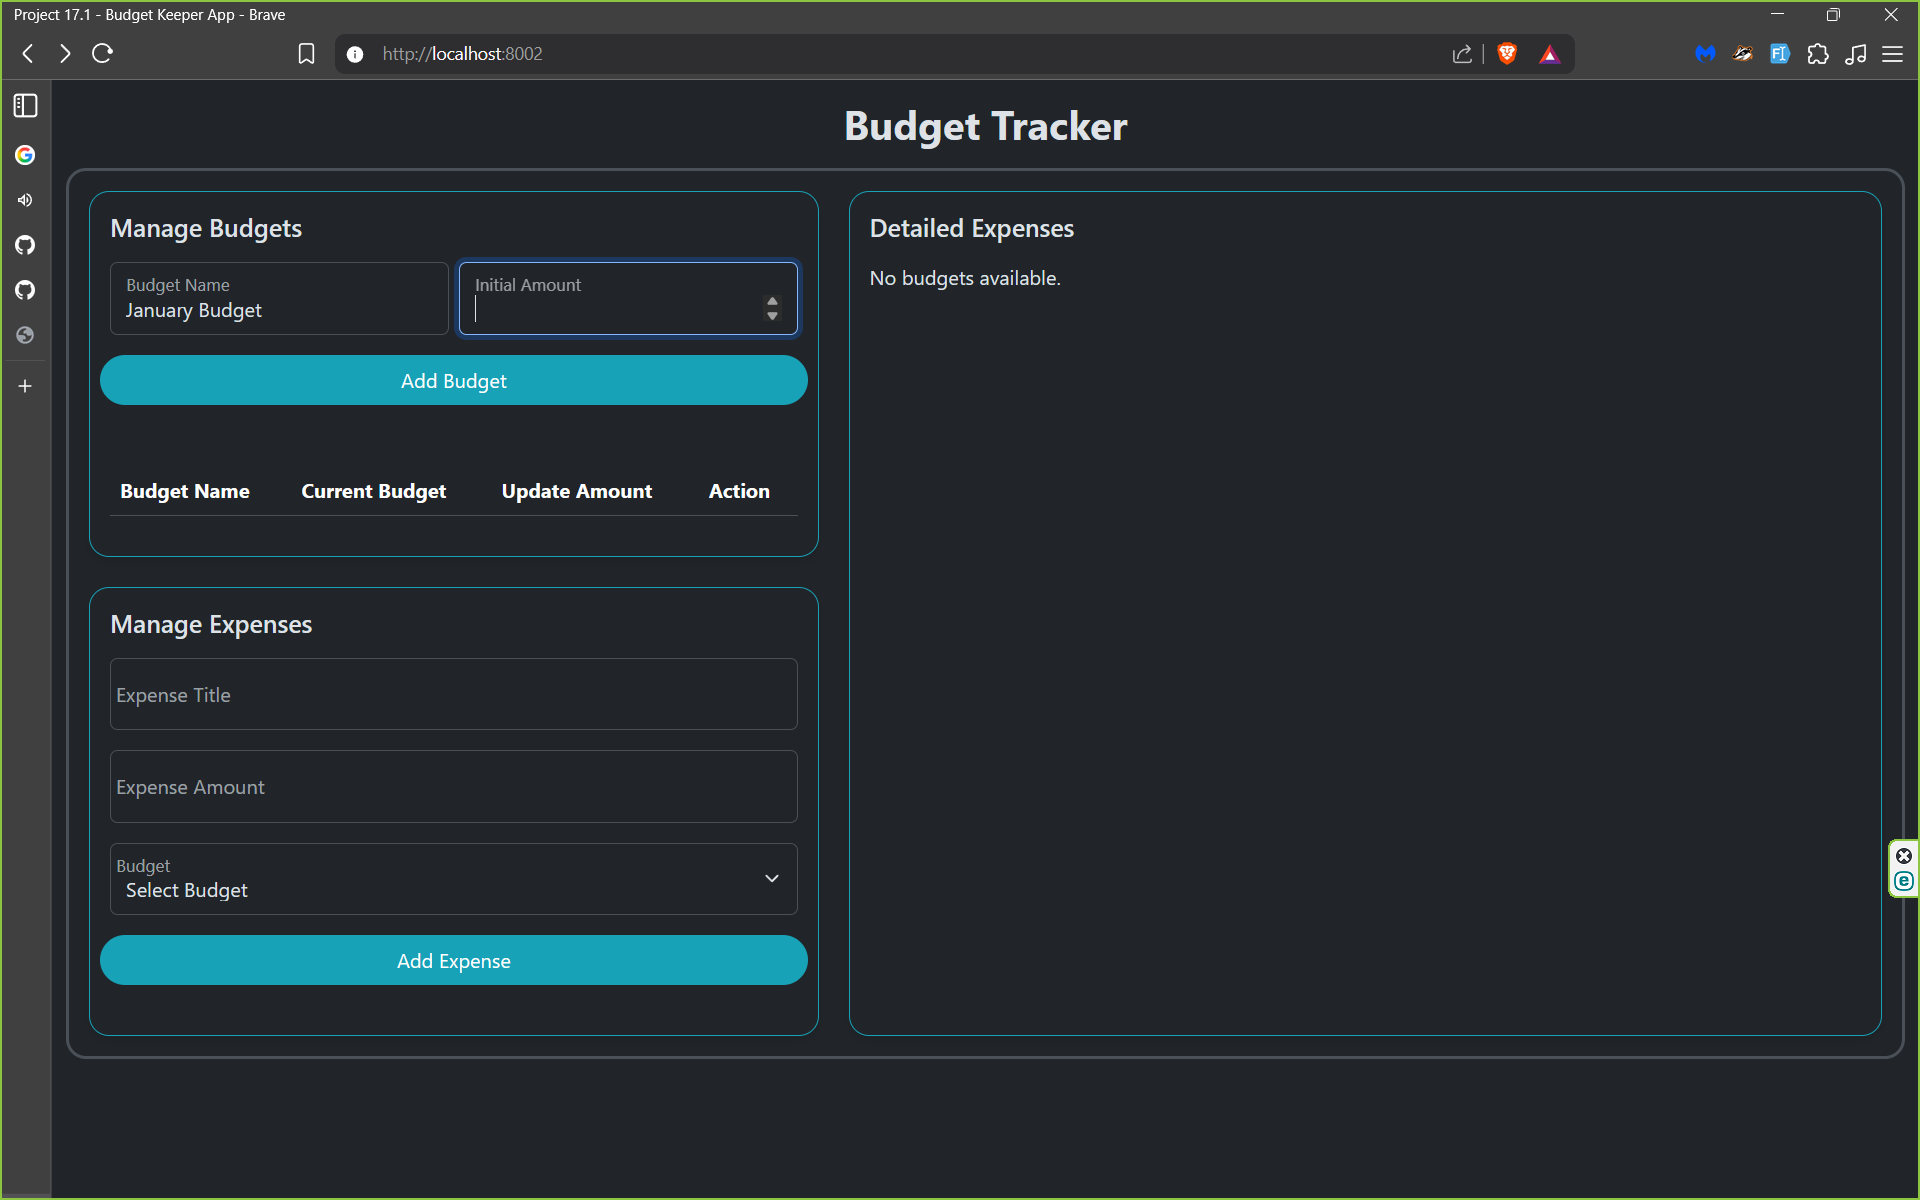 Project 17.1 - Budget Keeper App - Brave
http://localhost:8002
Budget Tracker
Manage Budgets
Budget Name
January Budget
Initial Amount
Add Budget
Budget Name Current Budget Update Amount Action
Manage Expenses
Expense Title
Expense Amount
Budget
Select Budget
Add Expense
Detailed Expenses
No budgets available.